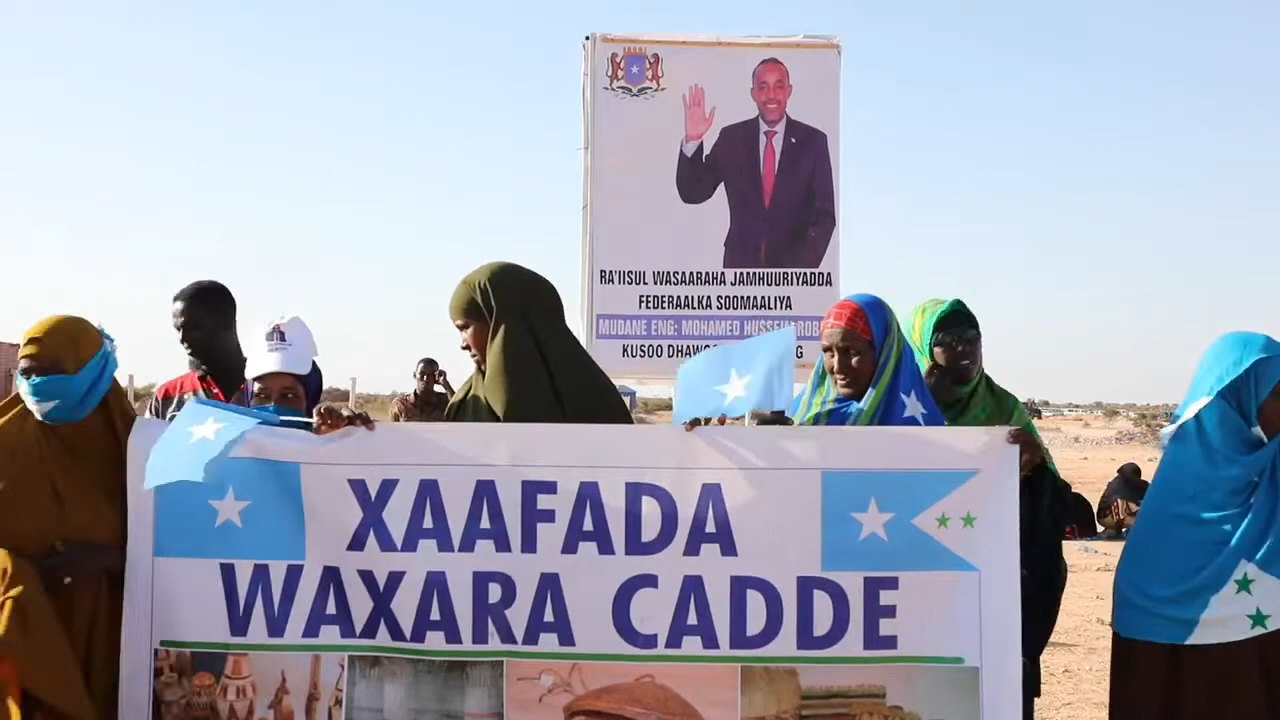 RA'IISUL WASAARAHA JAMHUURIYADDA
FEDERAALKA SOOMAALIYA
MUDANE ENG: MOHAMED HUSSEIN
KUSOO
XAAFADA
WAXARA CADDE